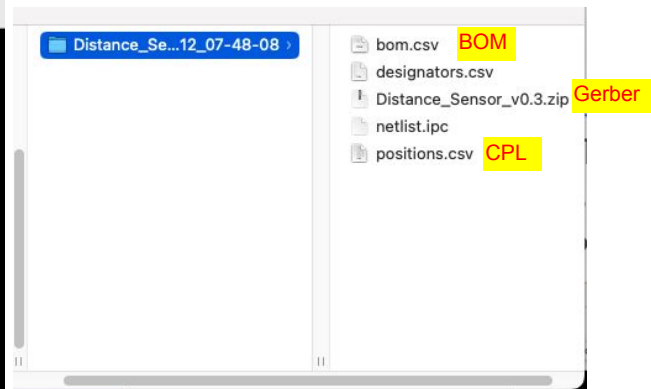 Distance_Se...12_07-48-08
bom.csv BOM
designators.csv
Distance_Sensor_v0.3.zip Gerber
netlist.ipc
positions.csv CPL